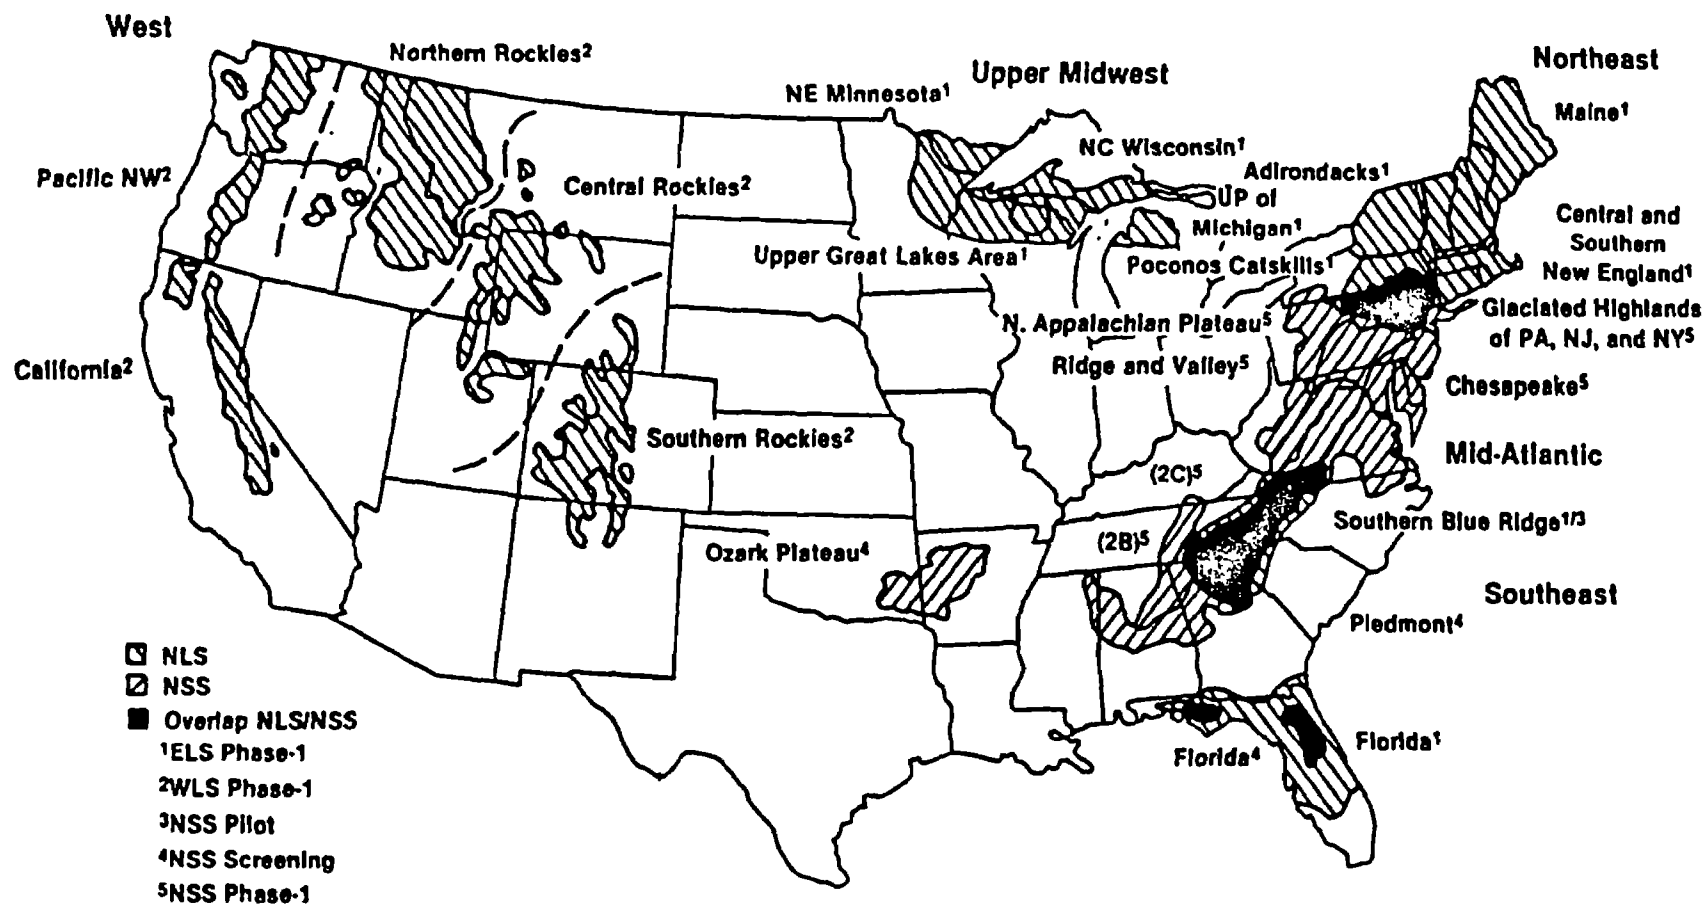 West
Northern Rockies²
Upper Midwest
Northeast
NE Minnesota¹
Maine¹
NC Wisconsin¹
Adirondacks¹
Pacific NW²
Central Rockies²
UP of
Michigan¹
Central and
Southern
New England¹
Upper Great Lakes Area¹
Poconos Catskills¹
Glaciated Highlands
of PA, NJ, and NY⁵
N. Appalachian Plateau⁵
Ridge and Valley⁵
California²
Chesapeake⁵
Southern Rockies²
Mid-Atlantic
(2C)⁵
Southern Blue Ridge¹/³
(2B)⁵
Ozark Plateau⁴
Southeast
Piedmont⁴
Florida⁴
Florida¹
NLS
NSS
Overlap NLS/NSS
¹ELS Phase-1
²WLS Phase-1
³NSS Pilot
⁴NSS Screening
⁵NSS Phase-1